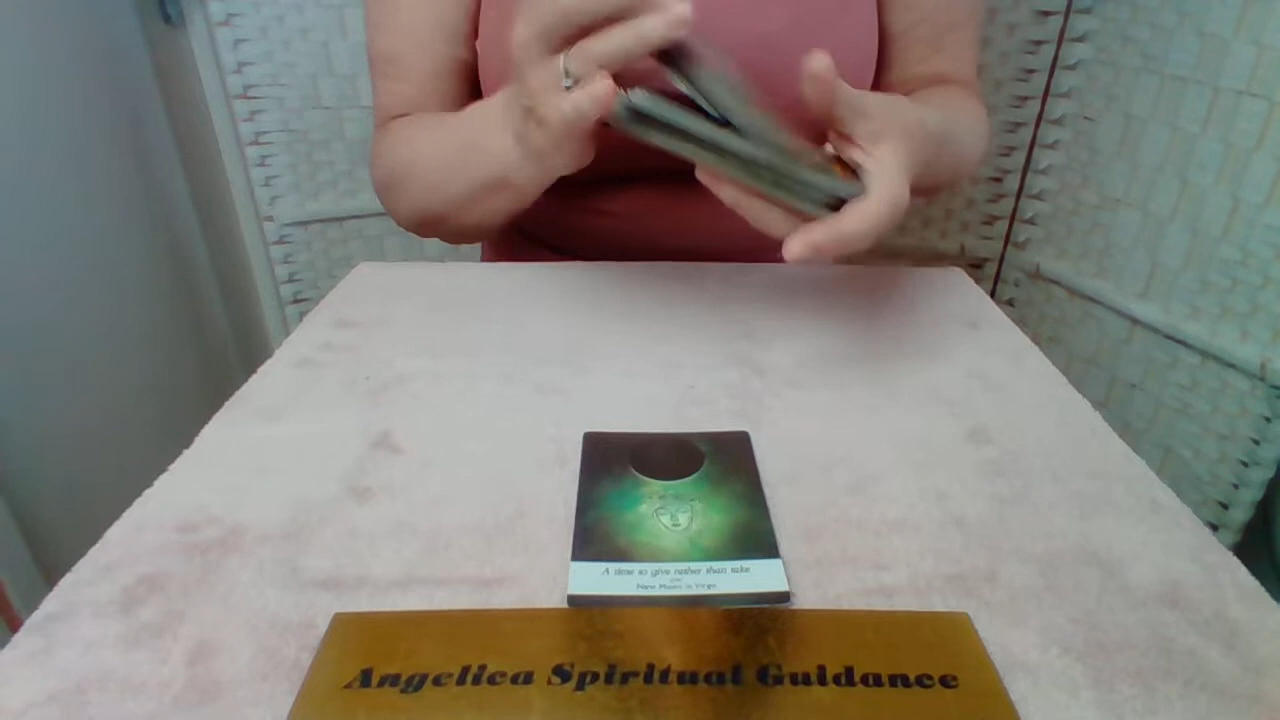 A time to give rather than take
New Moon in Virgo
Angelica Spiritual Guidance